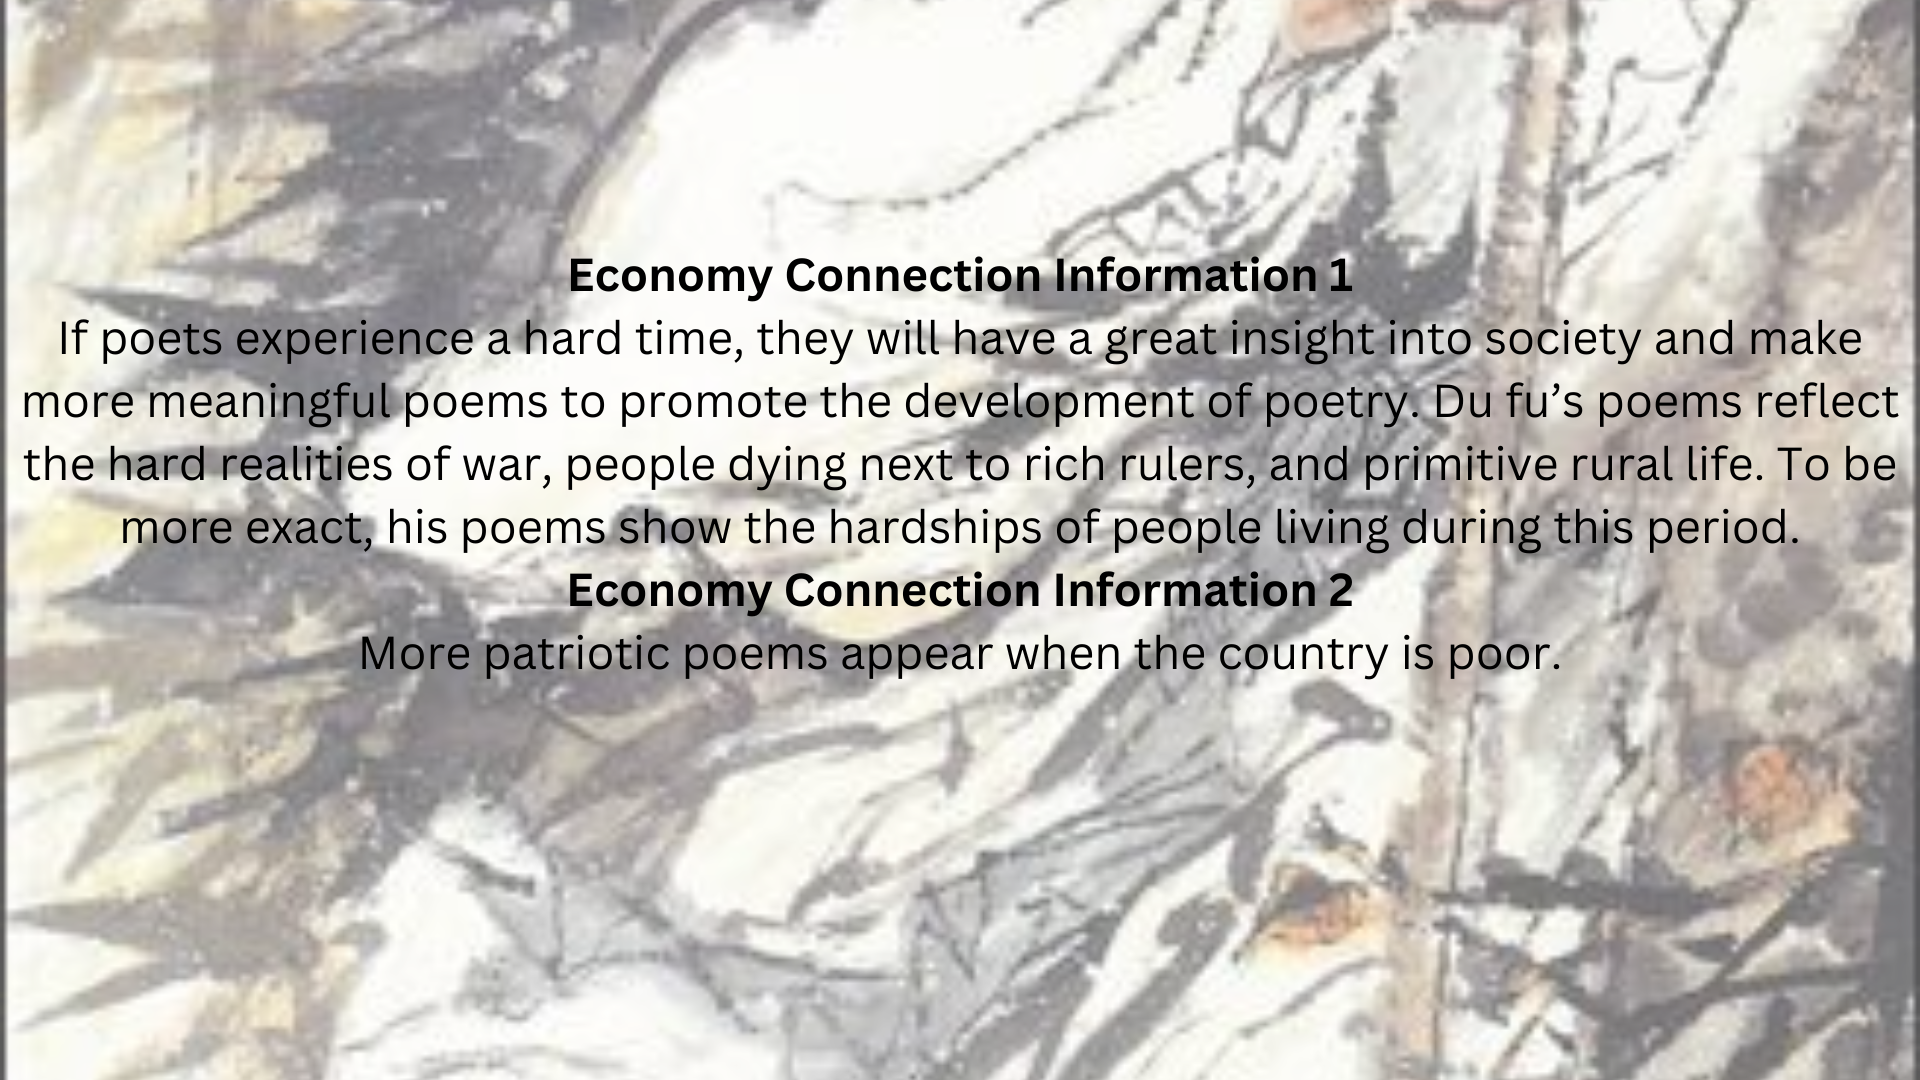 Economy Connection Information 1
If poets experience a hard time, they will have a great insight into society and make
more meaningful poems to promote the development of poetry. Du fu’s poems reflect
the hard realities of war, people dying next to rich rulers, and primitive rural life. To be
more exact, his poems show the hardships of people living during this period.
Economy Connection Information 2
More patriotic poems appear when the country is poor.